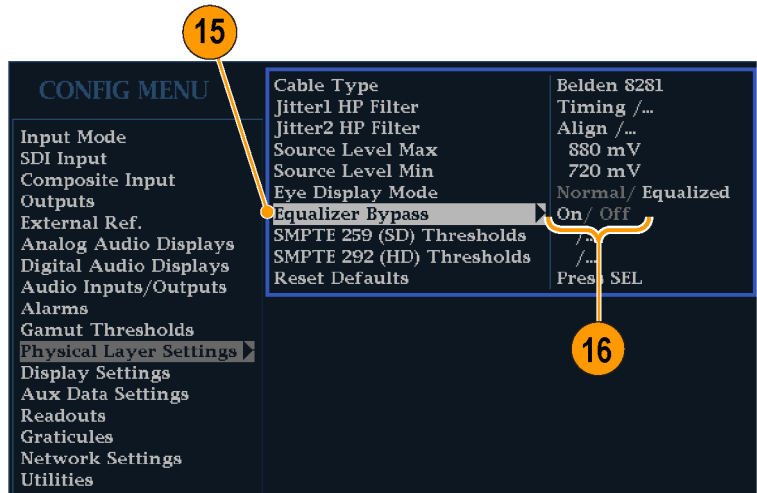 15
CONFIG MENU
Input Mode
SDI Input
Composite Input
Outputs
External Ref.
Analog Audio Displays
Digital Audio Displays
Audio Inputs/Outputs
Alarms
Gamut Thresholds
Physical Layer Settings
Display Settings
Aux Data Settings
Readouts
Graticules
Network Settings
Utilities
Cable Type Belden 8281
Jitter1 HP Filter Timing /...
Jitter2 HP Filter Align /...
Source Level Max 880 mV
Source Level Min 720 mV
Eye Display Mode Normal/ Equalized
Equalizer Bypass On/ Off
SMPTE 259 (SD) Thresholds /...
SMPTE 292 (HD) Thresholds /...
Reset Defaults Press SEL
16